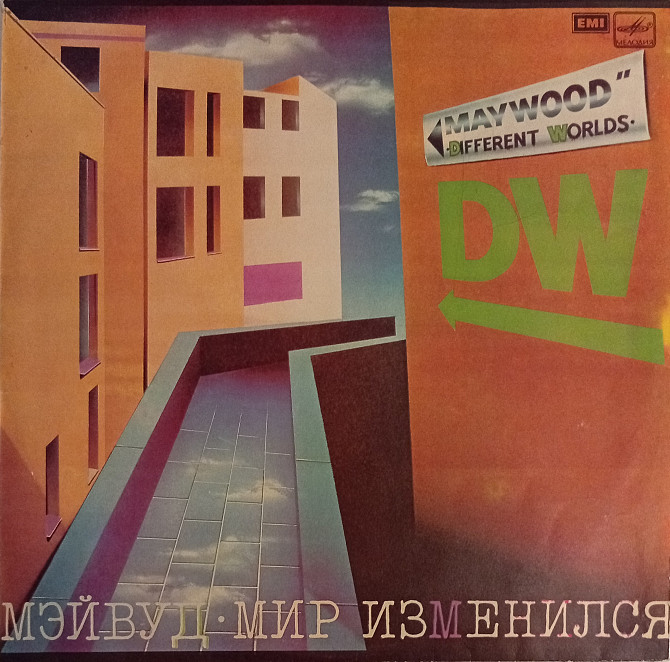 EMI
МЕЛОДИЯ
"MAYWOOD"
·DIFFERENT WORLDS·
DW
МЭЙВУД · МИР ИЗМЕНИЛСЯ